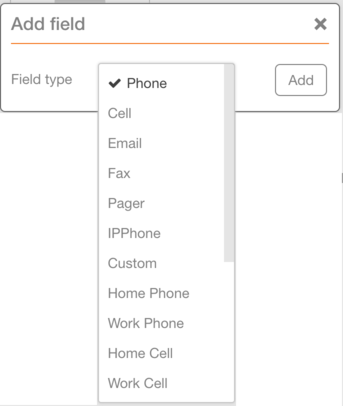 Add field
Field type
Phone
Add
Cell
Email
Fax
Pager
IPPhone
Custom
Home Phone
Work Phone
Home Cell
Work Cell